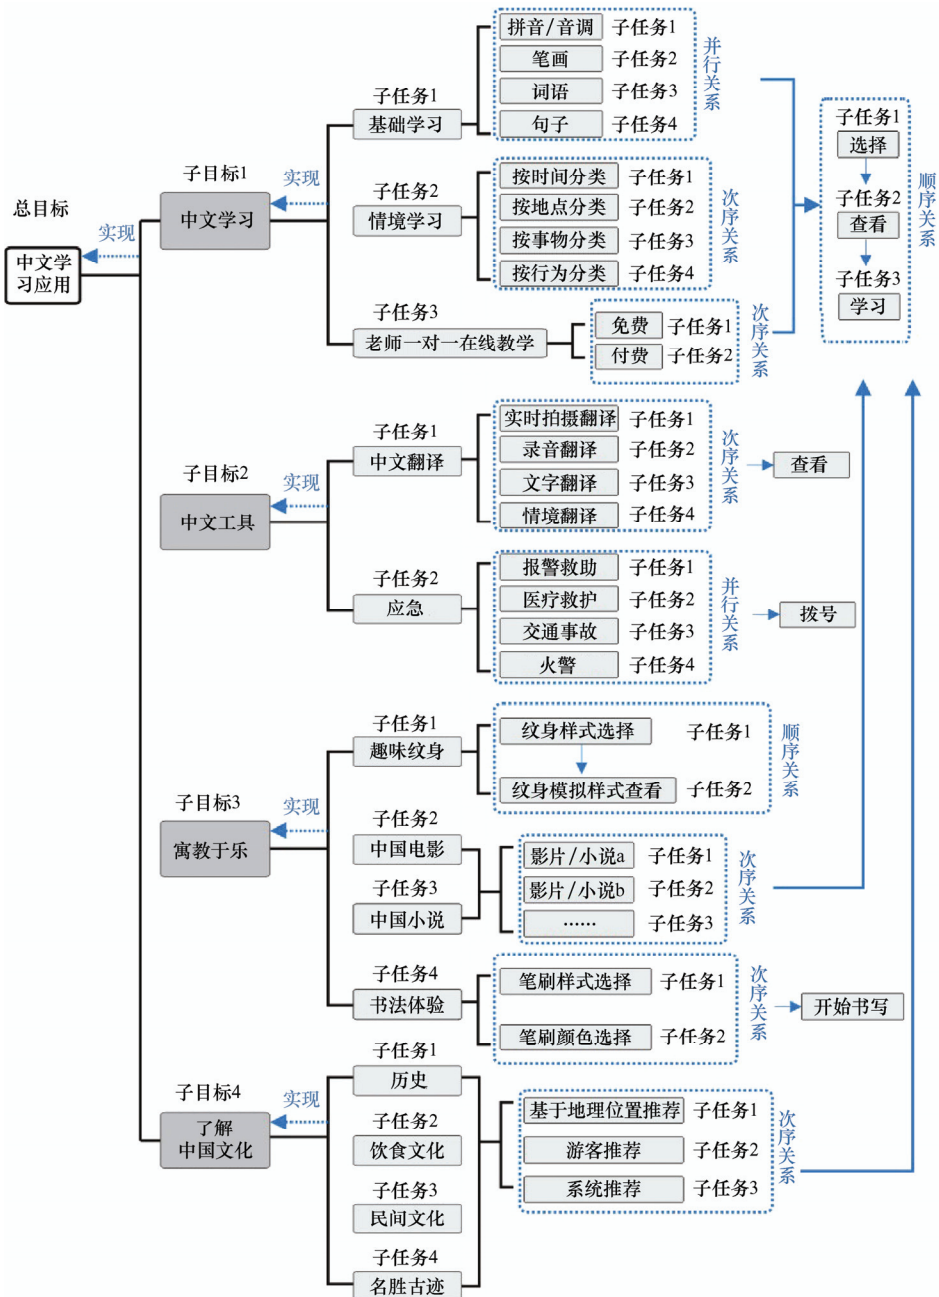 总目标
中文学
习应用
实现
子目标1
中文学习
实现
子任务1
基础学习
拼音/音调 子任务1
笔画 子任务2
词语 子任务3
句子 子任务4
并行关系
子任务2
情境学习
按时间分类 子任务1
按地点分类 子任务2
按事物分类 子任务3
按行为分类 子任务4
次序关系
子任务3
老师一对一在线教学
免费 子任务1
付费 子任务2
次序关系
子任务1
选择
子任务2
查看
子任务3
学习
顺序关系
子目标2
中文工具
实现
子任务1
中文翻译
实时拍摄翻译 子任务1
录音翻译 子任务2
文字翻译 子任务3
情境翻译 子任务4
次序关系
查看
子任务2
应急
报警救助 子任务1
医疗救护 子任务2
交通事故 子任务3
火警 子任务4
并行关系
拨号
子目标3
寓教于乐
实现
子任务1
趣味纹身
纹身样式选择 子任务1
纹身模拟样式查看 子任务2
顺序关系
子任务2
中国电影
子任务3
中国小说
影片/小说a 子任务1
影片/小说b 子任务2
…… 子任务3
次序关系
子任务4
书法体验
笔刷样式选择 子任务1
笔刷颜色选择 子任务2
次序关系
开始书写
子目标4
了解
中国文化
实现
子任务1
历史
子任务2
饮食文化
子任务3
民间文化
子任务4
名胜古迹
基于地理位置推荐 子任务1
游客推荐 子任务2
系统推荐 子任务3
次序关系